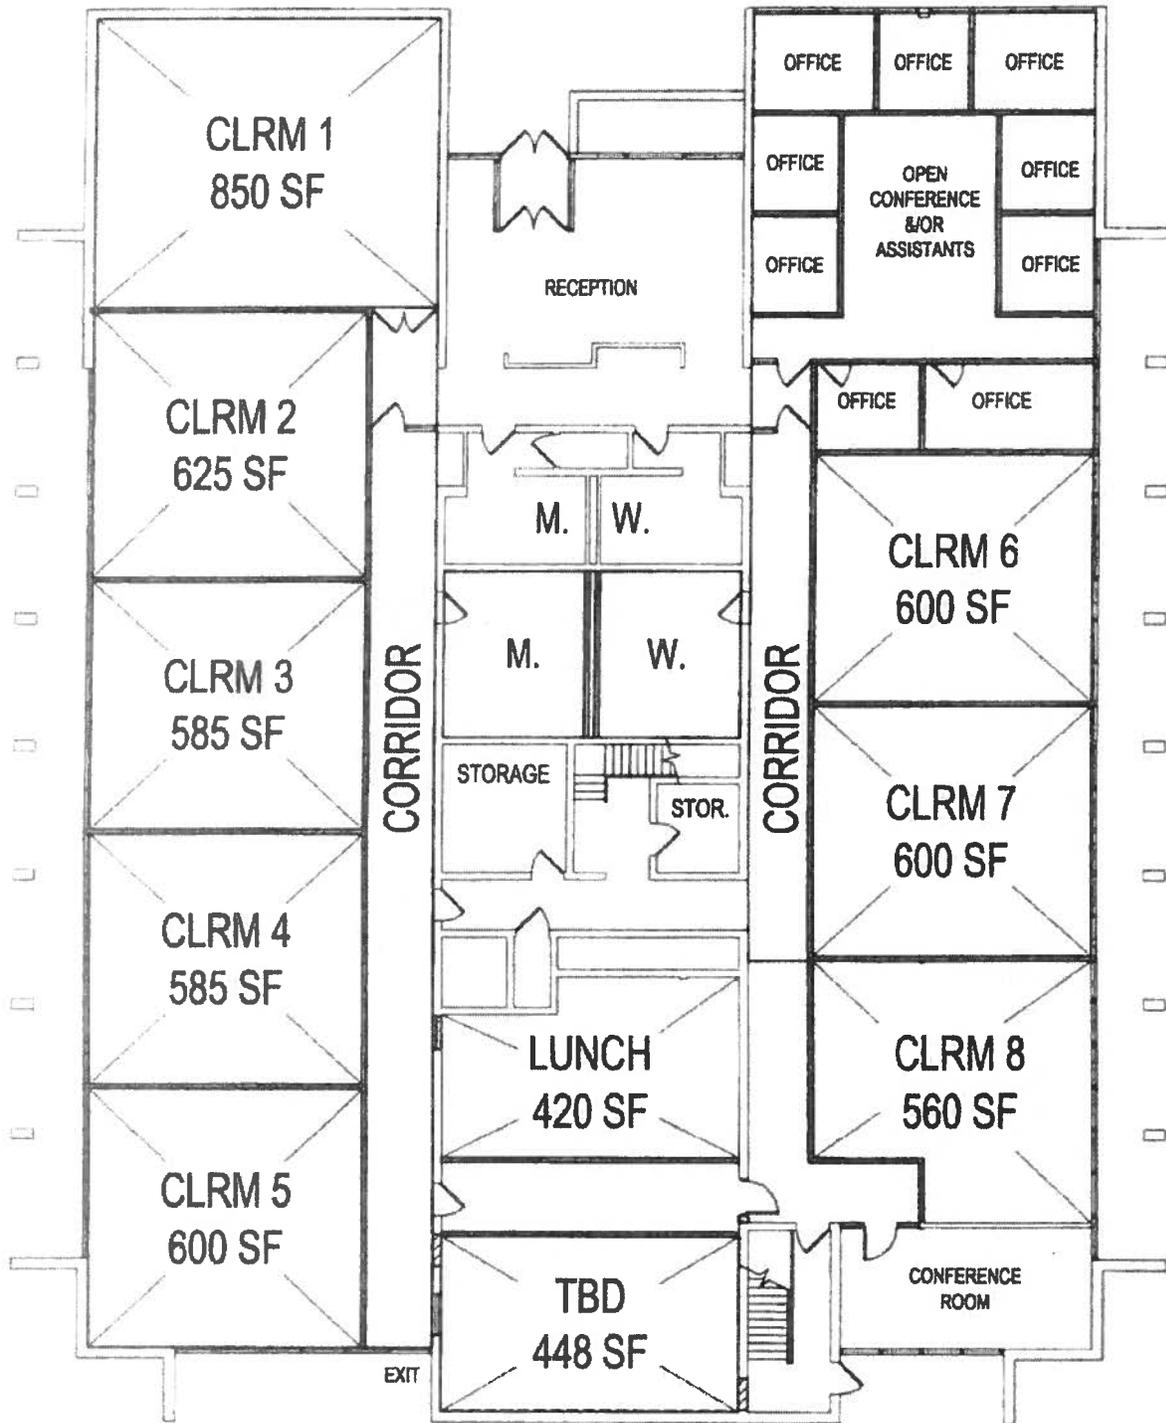 CLRM 1
850 SF
OFFICE
OFFICE
OFFICE
OFFICE
OPEN
CONFERENCE
&/OR
ASSISTANTS
OFFICE
OFFICE
OFFICE
RECEPTION
CLRM 2
625 SF
OFFICE
OFFICE
M.
W.
CLRM 6
600 SF
CLRM 3
585 SF
CORRIDOR
M.
W.
CORRIDOR
STORAGE
STOR.
CLRM 7
600 SF
CLRM 4
585 SF
LUNCH
420 SF
CLRM 8
560 SF
CLRM 5
600 SF
TBD
448 SF
CONFERENCE
ROOM
EXIT